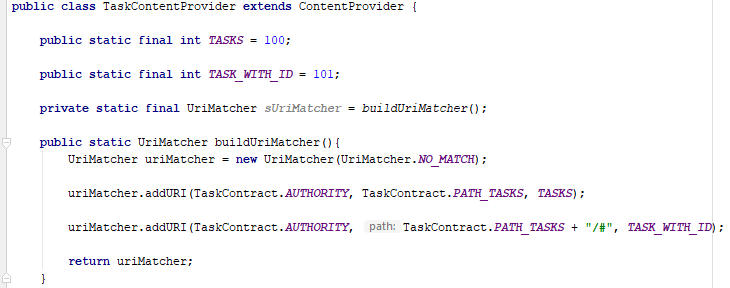 public class TaskContentProvider extends ContentProvider {
public static final int TASKS = 100;
public static final int TASK_WITH_ID = 101;
private static final UriMatcher sUriMatcher = buildUriMatcher();
public static UriMatcher buildUriMatcher(){
UriMatcher uriMatcher = new UriMatcher(UriMatcher.NO_MATCH);
uriMatcher.addURI(TaskContract.AUTHORITY, TaskContract.PATH_TASKS, TASKS);
uriMatcher.addURI(TaskContract.AUTHORITY, path: TaskContract.PATH_TASKS + "/#", TASK_WITH_ID);
return uriMatcher;
}